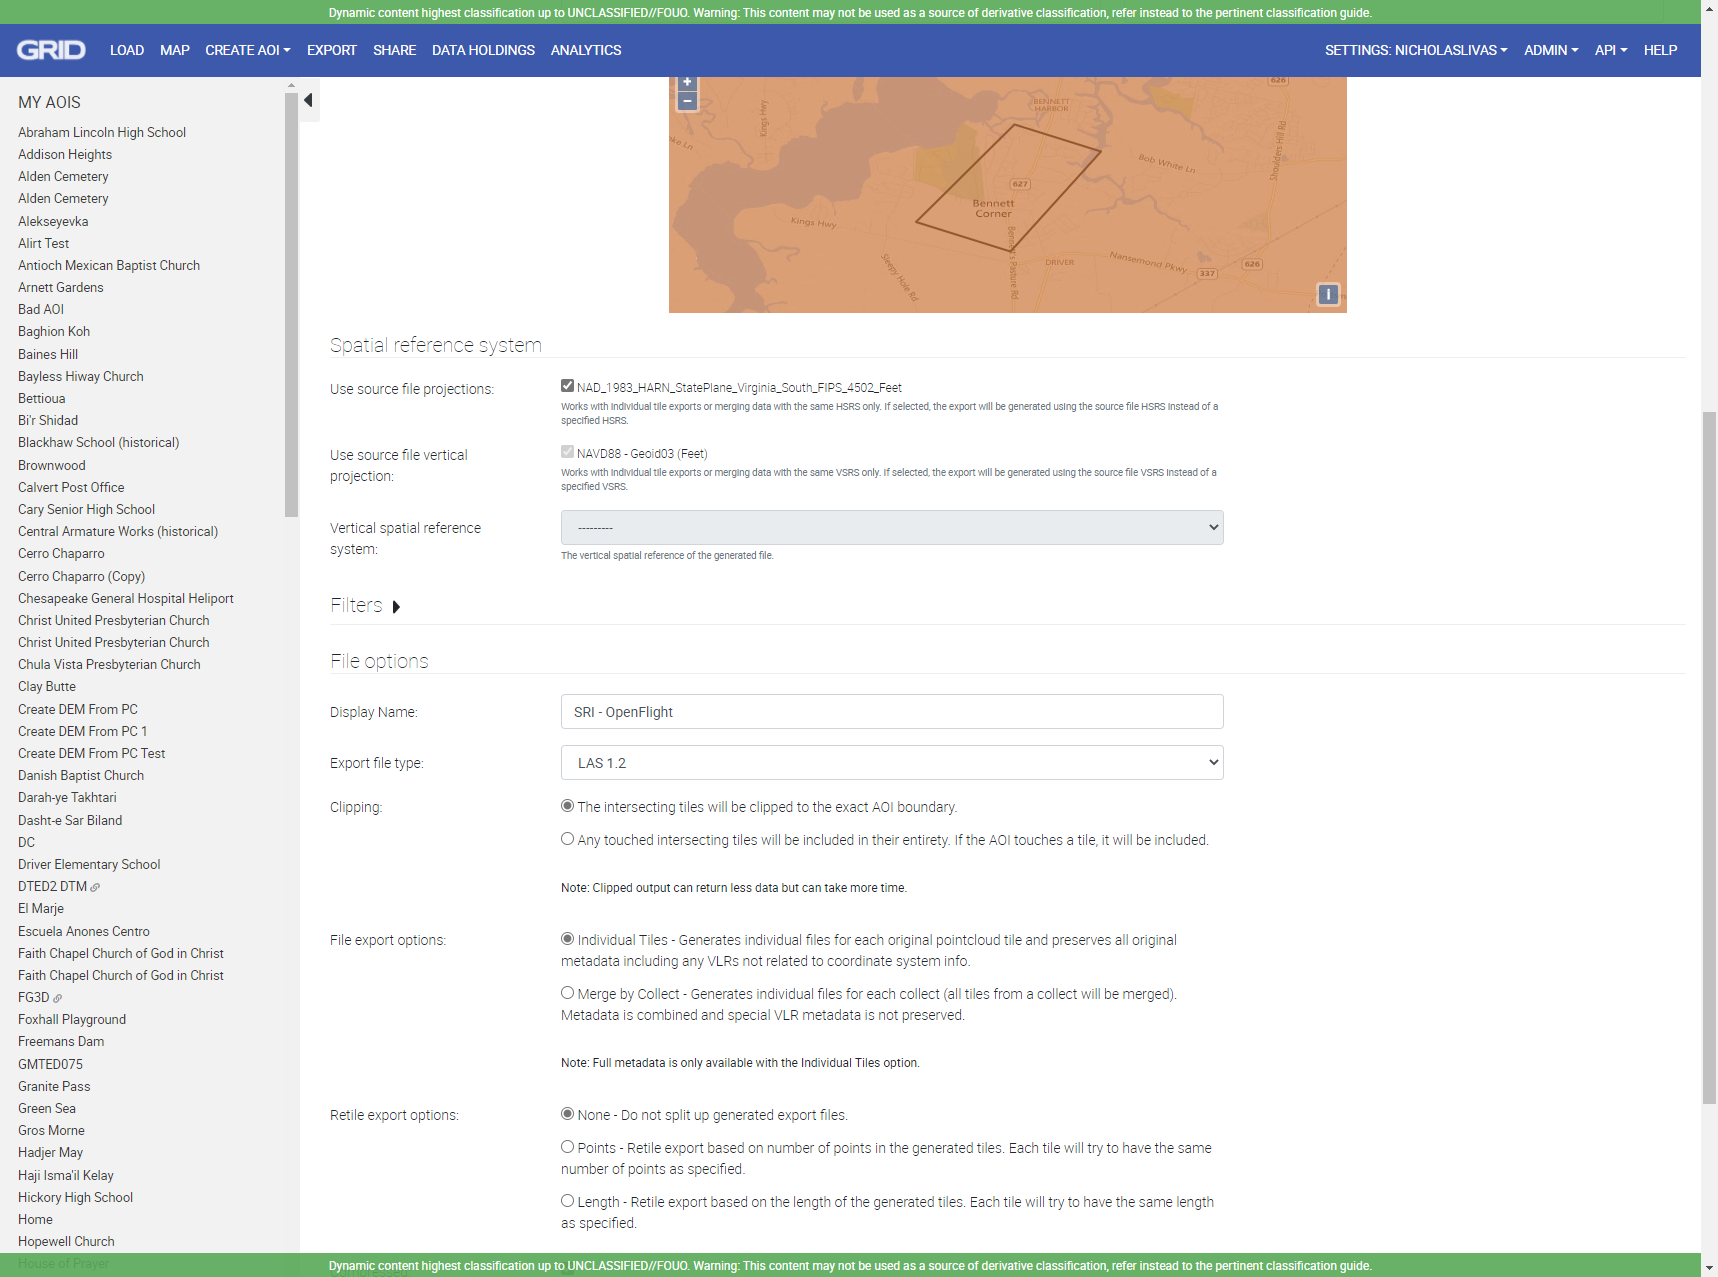 Dynamic content highest classification up to UNCLASSIFIED//FOUO. Warning: This content may not be used as a source of derivative classification, refer instead to the pertinent classification guide.
GRID LOAD MAP CREATE AOI EXPORT SHARE DATA HOLDINGS ANALYTICS SETTINGS: NICHOLASLIVAS ADMIN API HELP
MY AOIS
Abraham Lincoln High School
Addison Heights
Alden Cemetery
Alden Cemetery
Alekseyevka
Alirt Test
Antioch Mexican Baptist Church
Arnett Gardens
Bad AOI
Baghion Koh
Baines Hill
Bayless Hiway Church
Bettioua
Bi'r Shidad
Blackhaw School (historical)
Brownwood
Calvert Post Office
Cary Senior High School
Central Armature Works (historical)
Cerro Chaparro
Cerro Chaparro (Copy)
Chesapeake General Hospital Heliport
Christ United Presbyterian Church
Christ United Presbyterian Church
Chula Vista Presbyterian Church
Clay Butte
Create DEM From PC
Create DEM From PC 1
Create DEM From PC Test
Danish Baptist Church
Darah-ye Takhtari
Dasht-e Sar Biland
DC
Driver Elementary School
DTED2 DTM
El Marje
Escuela Anones Centro
Faith Chapel Church of God in Christ
Faith Chapel Church of God in Christ
FG3D
Foxhall Playground
Freemans Dam
GMTED075
Granite Pass
Green Sea
Gros Morne
Hadjer May
Haji Isma'il Kelay
Hickory High School
Home
Hopewell Church
House of Prayer
+
−
Kings Hwy
ke Ln
BENNETT
HARBOR
626
Shoulders Hill Rd
Bob White Ln
627
Bennett
Corner
Kings Hwy
Bennett's Pasture Rd
Sleepy Hole Rd
DRIVER
Nansemond Pkwy
337
626
i
Spatial reference system
Use source file projections:
NAD_1983_HARN_StatePlane_Virginia_South_FIPS_4502_Feet
Works with individual tile exports or merging data with the same HSRS only. If selected, the export will be generated using the source file HSRS instead of a
specified HSRS.
Use source file vertical
projection:
NAVD88 - Geoid03 (Feet)
Works with individual tile exports or merging data with the same VSRS only. If selected, the export will be generated using the source file VSRS instead of a
specified VSRS.
Vertical spatial reference
system:
---------
The vertical spatial reference of the generated file.
Filters
File options
Display Name:
SRI - OpenFlight
Export file type:
LAS 1.2
Clipping:
The intersecting tiles will be clipped to the exact AOI boundary.
Any touched intersecting tiles will be included in their entirety. If the AOI touches a tile, it will be included.
Note: Clipped output can return less data but can take more time.
File export options:
Individual Tiles - Generates individual files for each original pointcloud tile and preserves all original
metadata including any VLRs not related to coordinate system info.
Merge by Collect - Generates individual files for each collect (all tiles from a collect will be merged).
Metadata is combined and special VLR metadata is not preserved.
Note: Full metadata is only available with the Individual Tiles option.
Retile export options:
None - Do not split up generated export files.
Points - Retile export based on number of points in the generated tiles. Each tile will try to have the same
number of points as specified.
Length - Retile export based on the length of the generated tiles. Each tile will try to have the same length
as specified.
Dynamic content highest classification up to UNCLASSIFIED//FOUO. Warning: This content may not be used as a source of derivative classification, refer instead to the pertinent classification guide.